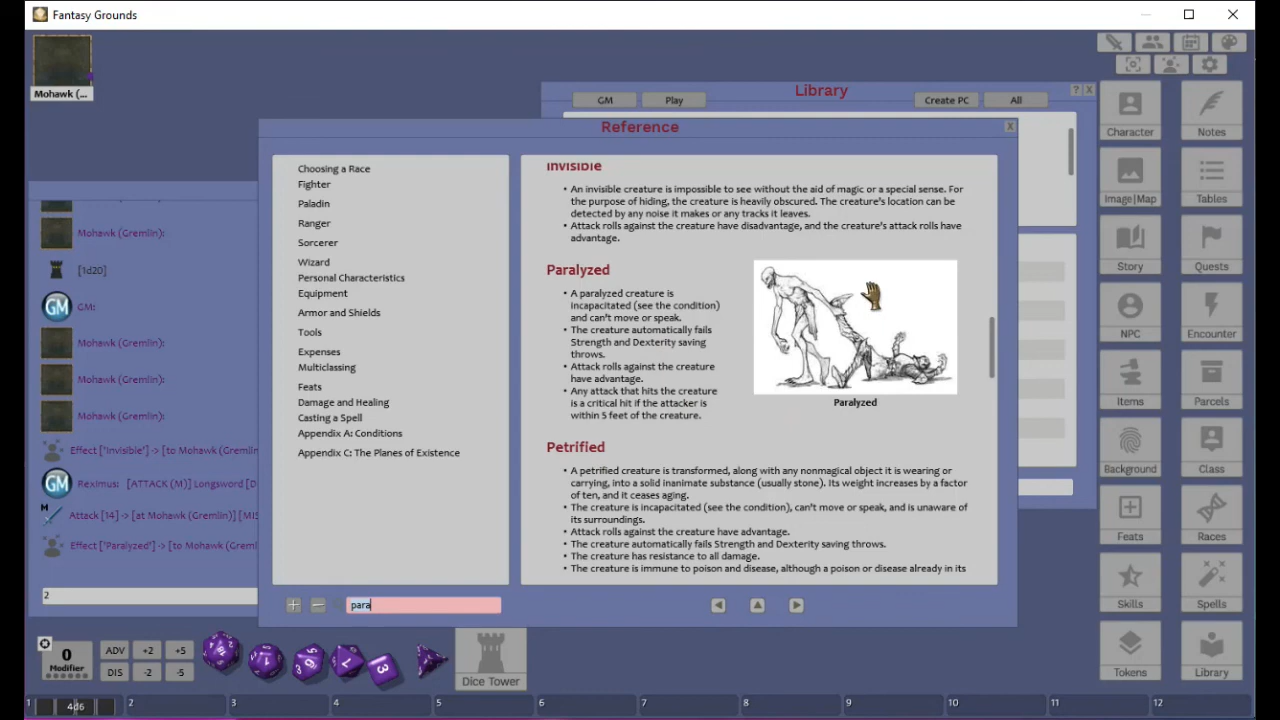 Fantasy Grounds
Mohawk (...
Library
GM
Play
Create PC
All
Reference
Choosing a Race
Fighter
Paladin
Ranger
Sorcerer
Wizard
Personal Characteristics
Equipment
Armor and Shields
Tools
Expenses
Multiclassing
Feats
Damage and Healing
Casting a Spell
Appendix A: Conditions
Appendix C: The Planes of Existence
Invisible
• An invisible creature is impossible to see without the aid of magic or a special sense. For
the purpose of hiding, the creature is heavily obscured. The creature's location can be
detected by any noise it makes or any tracks it leaves.
• Attack rolls against the creature have disadvantage, and the creature's attack rolls have
advantage.
Paralyzed
• A paralyzed creature is
incapacitated (see the condition)
and can't move or speak.
• The creature automatically fails
Strength and Dexterity saving
throws.
• Attack rolls against the creature
have advantage.
• Any attack that hits the creature
is a critical hit if the attacker is
within 5 feet of the creature.
Paralyzed
Petrified
• A petrified creature is transformed, along with any nonmagical object it is wearing or
carrying, into a solid inanimate substance (usually stone). Its weight increases by a factor
of ten, and it ceases aging.
• The creature is incapacitated (see the condition), can't move or speak, and is unaware of
its surroundings.
• Attack rolls against the creature have advantage.
• The creature automatically fails Strength and Dexterity saving throws.
• The creature has resistance to all damage.
• The creature is immune to poison and disease, although a poison or disease already in its
para
Mohawk (Gremlin):
[1d20]
GM GM:
Mohawk (Gremlin):
Mohawk (Gremlin):
Mohawk (Gremlin):
Effect ['Invisible'] -> [to Mohawk (Gremlin
GM Reximus: [ATTACK (M)] Longsword [D
M Attack [14] -> [at Mohawk (Gremlin)] [MIS
Effect ['Paralyzed'] -> [to Mohawk (Greml
2
0
Modifier
ADV +2 +5
DIS -2 -5
Dice Tower
1 4d6 2 3 4 5 6 7 8 9 10 11 12
Character Notes
Image|Map Tables
Story Quests
NPC Encounter
Items Parcels
Background Class
Feats Races
Skills Spells
Tokens Library